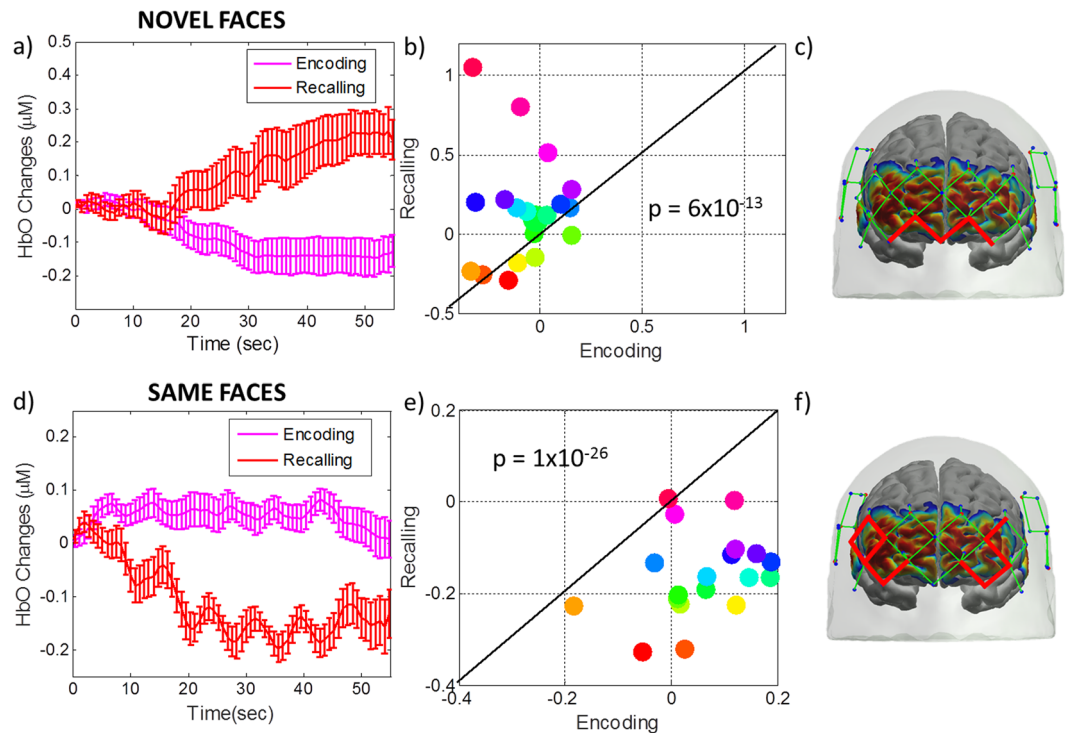 NOVEL FACES
a)
HbO Changes (μM)
0.5
0.4
0.3
0.2
0.1
0
-0.1
-0.2
Encoding
Recalling
0
10
20
30
40
50
Time (sec)
b)
Recalling
1
0.5
0
-0.5
p = 6x10-13
0
0.5
1
Encoding
c)
SAME FACES
d)
HbO Changes (μM)
0.2
0.1
0
-0.1
-0.2
Encoding
Recalling
0
10
20
30
40
50
Time(sec)
e)
Recalling
0.2
0.1
0
-0.2
-0.4
p = 1x10-26
-0.4
-0.2
0
0.2
Encoding
f)